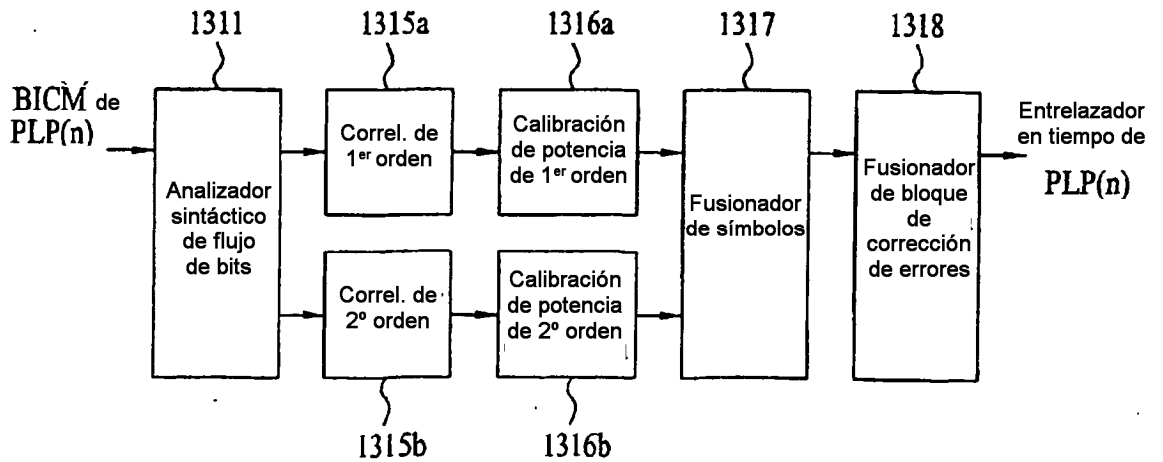 1311
1315a
1316a
1317
1318
BICM de
PLP(n)
Analizador
sintáctico
de flujo
de bits
Correl. de
1er orden
Calibración
de potencia
de 1er orden
Correl. de
2º orden
Calibración
de potencia
de 2º orden
Fusionador
de símbolos
Fusionador
de bloque
de
corrección
de errores
Entrelazador
en tiempo de
PLP(n)
1315b
1316b